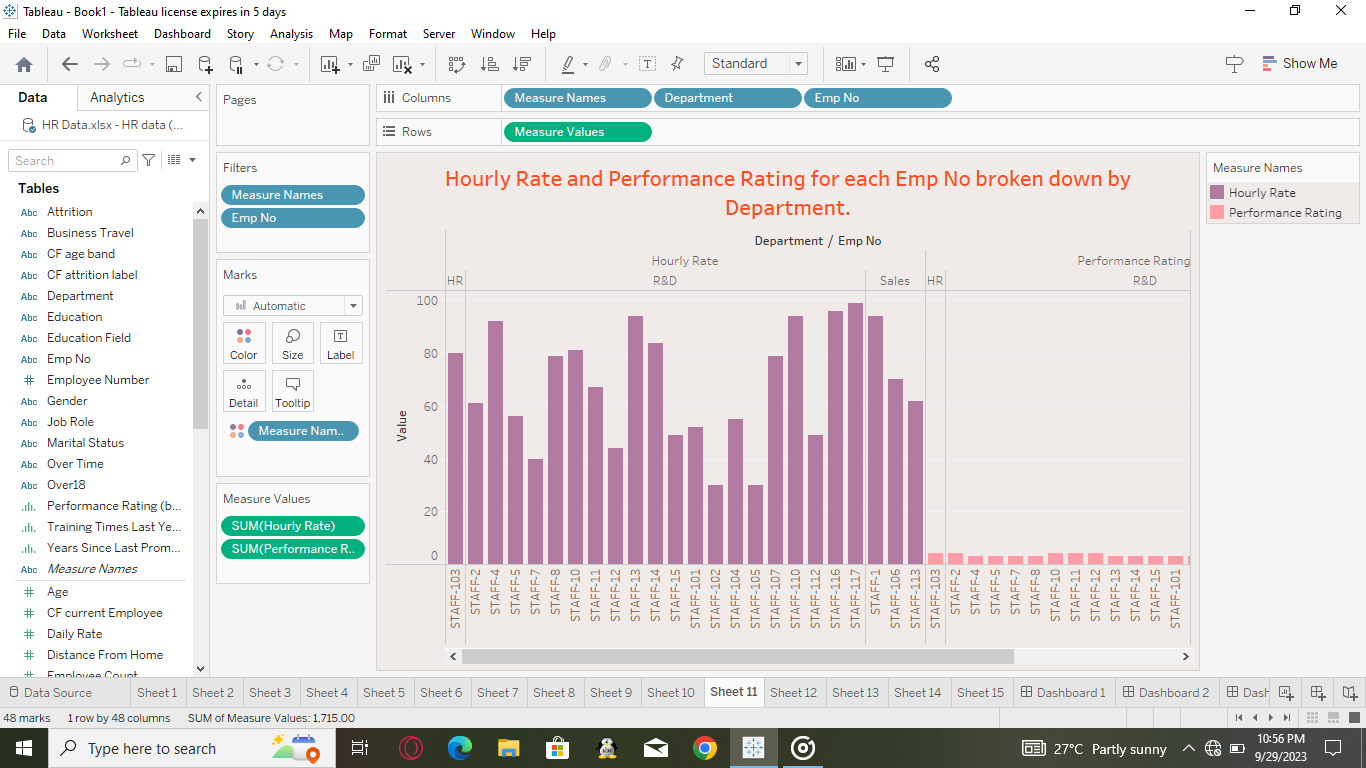 Tableau - Book1 - Tableau license expires in 5 days
File Data Worksheet Dashboard Story Analysis Map Format Server Window Help
Standard
Show Me
Data Analytics
HR Data.xlsx - HR data (...
Search
Tables
Abc Attrition
Abc Business Travel
Abc CF age band
Abc CF attrition label
Abc Department
Abc Education
Abc Education Field
Abc Emp No
# Employee Number
Abc Gender
Abc Job Role
Abc Marital Status
Abc Over Time
Abc Over18
Performance Rating (b...
Training Times Last Ye...
Years Since Last Prom...
Abc Measure Names
# Age
# CF current Employee
# Daily Rate
# Distance From Home
# Employee Count
Pages
Filters
Measure Names
Emp No
Marks
Automatic
Color Size Label
Detail Tooltip
Measure Nam..
Measure Values
SUM(Hourly Rate)
SUM(Performance R..
Columns Measure Names Department Emp No
Rows Measure Values
Hourly Rate and Performance Rating for each Emp No broken down by
Department.
Department / Emp No
Hourly Rate Performance Rating
HR R&D Sales HR R&D
Value
100
80
60
40
20
0
STAFF-103
STAFF-2
STAFF-4
STAFF-5
STAFF-7
STAFF-8
STAFF-10
STAFF-11
STAFF-12
STAFF-13
STAFF-14
STAFF-15
STAFF-101
STAFF-102
STAFF-104
STAFF-105
STAFF-107
STAFF-110
STAFF-112
STAFF-116
STAFF-117
STAFF-1
STAFF-106
STAFF-113
STAFF-103
STAFF-2
STAFF-4
STAFF-5
STAFF-7
STAFF-8
STAFF-10
STAFF-11
STAFF-12
STAFF-13
STAFF-14
STAFF-15
STAFF-101
Measure Names
Hourly Rate
Performance Rating
Data Source Sheet 1 Sheet 2 Sheet 3 Sheet 4 Sheet 5 Sheet 6 Sheet 7 Sheet 8 Sheet 9 Sheet 10 Sheet 11 Sheet 12 Sheet 13 Sheet 14 Sheet 15 Dashboard 1 Dashboard 2 Dash
48 marks 1 row by 48 columns SUM of Measure Values: 1,715.00
Type here to search
27°C Partly sunny
10:56 PM
9/29/2023